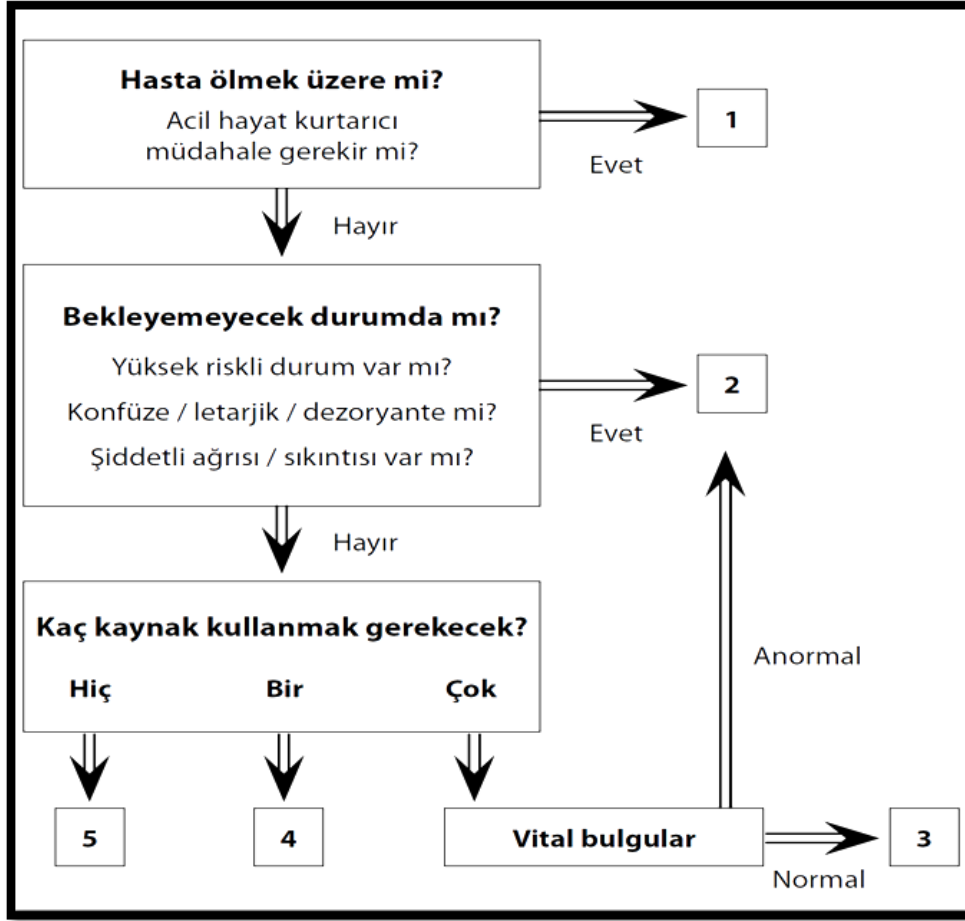 Hasta ölmek üzere mi?
Acil hayat kurtarıcı
müdahale gerekir mi?
1
Evet
Hayır
Bekleyemeyecek durumda mı?
Yüksek riskli durum var mı?
Konfüze / letarjik / dezoryante mi?
Şiddetli ağrısı / sıkıntısı var mı?
2
Evet
Hayır
Kaç kaynak kullanmak gerekecek?
Hiç Bir Çok
Anormal
5
4
Vital bulgular
3
Normal